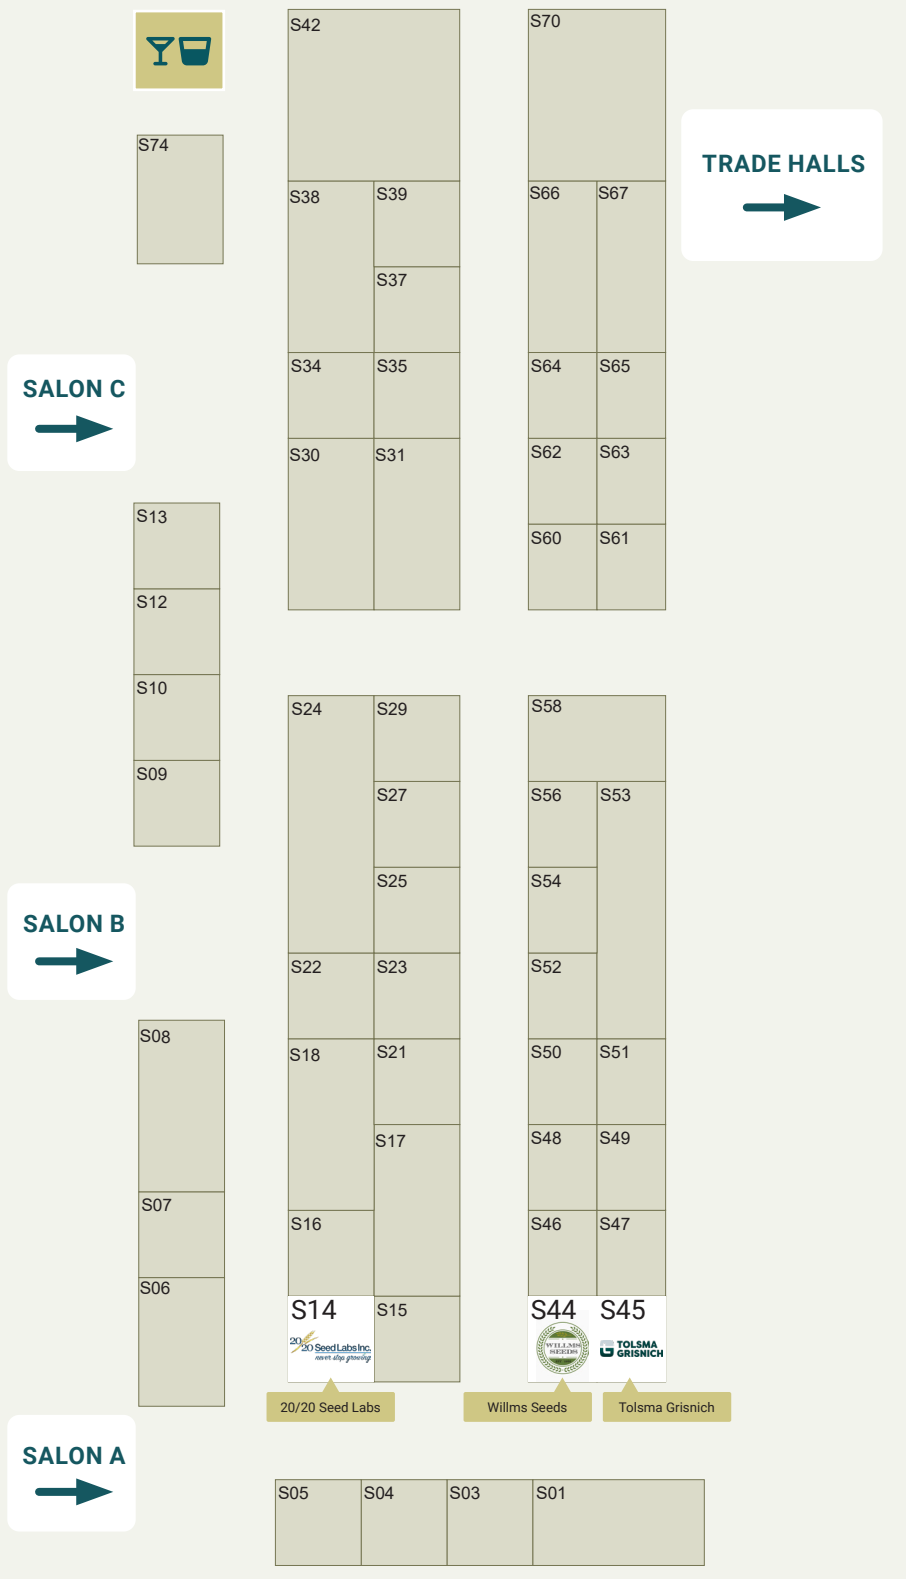 S42
S70
S74
TRADE HALLS
S38
S39
S66
S67
S37
SALON C
S34
S35
S64
S65
S30
S31
S62
S63
S13
S60
S61
S12
S10
S24
S29
S58
S09
S27
S56
S53
S25
S54
SALON B
S22
S23
S52
S08
S18
S21
S50
S51
S17
S48
S49
S07
S16
S46
S47
S06
S14
S15
S44
S45
20/20 Seed Labs Inc.
never stop growing
WILLMS
SEEDS
TOLSMA
GRISNICH
20/20 Seed Labs
Willms Seeds
Tolsma Grisnich
SALON A
S05
S04
S03
S01